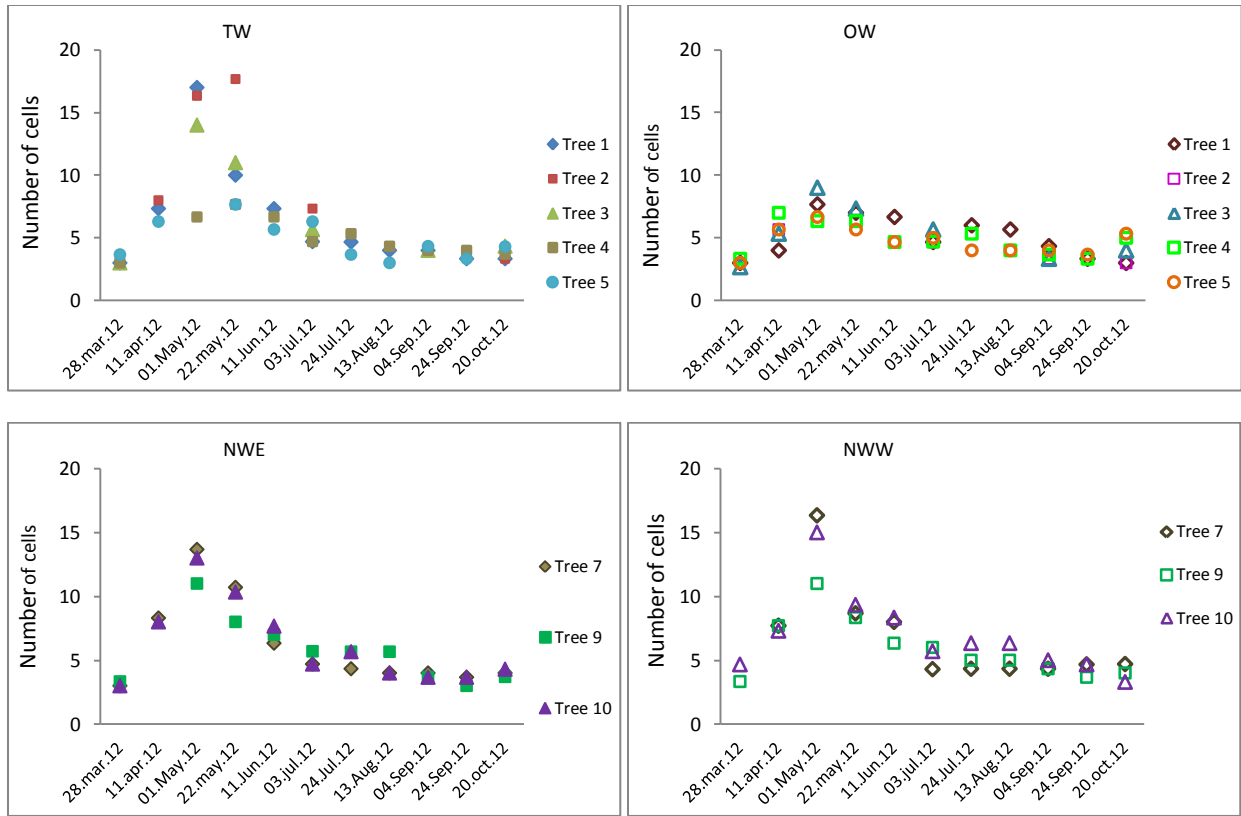 TW
20
15
10
5
0
Number of cells
28.mar.12
11.apr.12
01.May.12
22.may.12
11.Jun.12
03.jul.12
24.Jul.12
13.Aug.12
04.Sep.12
24.Sep.12
20.oct.12
Tree 1
Tree 2
Tree 3
Tree 4
Tree 5
OW
20
15
10
5
0
Number of cells
28.mar.12
11.apr.12
01.May.12
22.may.12
11.Jun.12
03.jul.12
24.Jul.12
13.Aug.12
04.Sep.12
24.Sep.12
20.oct.12
Tree 1
Tree 2
Tree 3
Tree 4
Tree 5
NWE
20
15
10
5
0
Number of cells
28.mar.12
11.apr.12
01.May.12
22.may.12
11.Jun.12
03.jul.12
24.Jul.12
13.Aug.12
04.Sep.12
24.Sep.12
20.oct.12
Tree 7
Tree 9
Tree 10
NWW
20
15
10
5
0
Number of cells
28.mar.12
11.apr.12
01.May.12
22.may.12
11.Jun.12
03.jul.12
24.Jul.12
13.Aug.12
04.Sep.12
24.Sep.12
20.oct.12
Tree 7
Tree 9
Tree 10